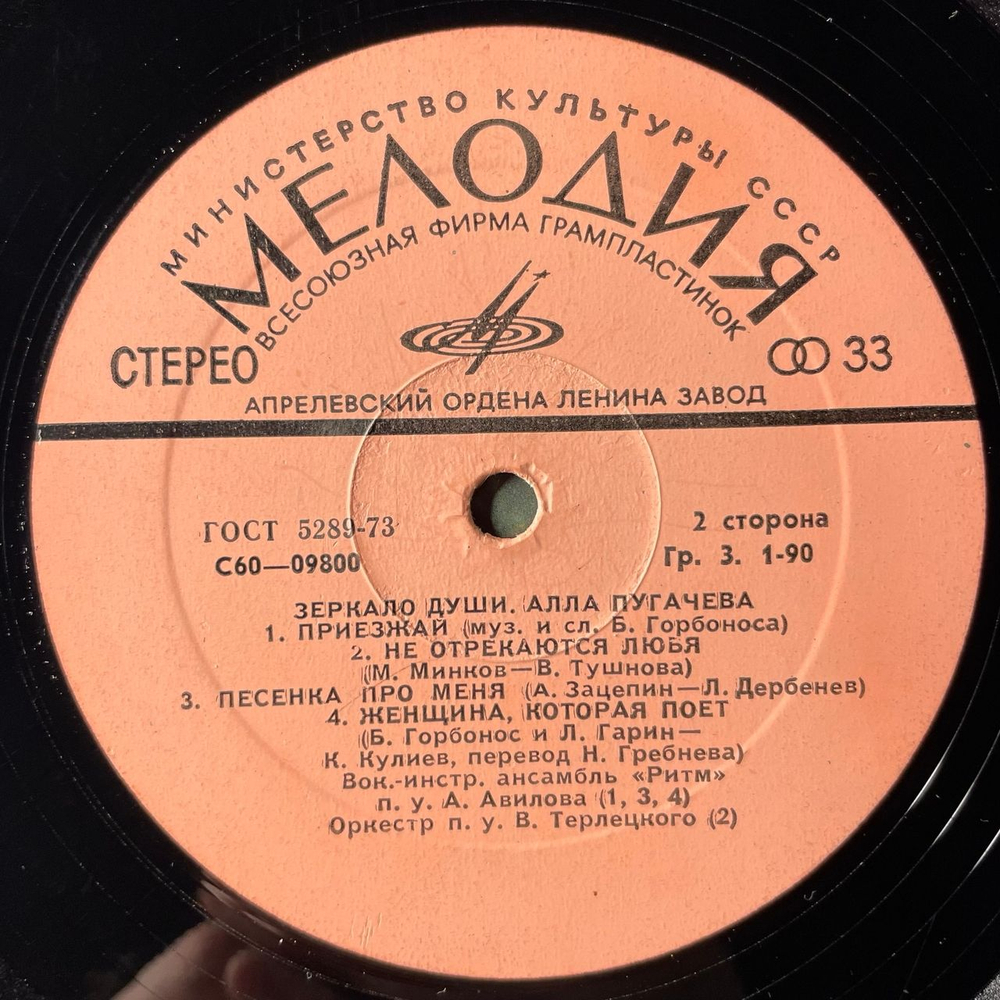 МИНИСТЕРСТВО КУЛЬТУРЫ СССР
МЕЛОДИЯ
ВСЕСОЮЗНАЯ ФИРМА ГРАМПЛАСТИНОК
СТЕРЕО
33
АПРЕЛЕВСКИЙ ОРДЕНА ЛЕНИНА ЗАВОД
ГОСТ 5289-73
2 сторона
С60—09800
Гр. 3. 1-90
ЗЕРКАЛО ДУШИ. АЛЛА ПУГАЧЕВА
1. ПРИЕЗЖАЙ (муз. и сл. Б. Горбоноса)
2. НЕ ОТРЕКАЮТСЯ ЛЮБЯ
(М. Минков—В. Тушнова)
3. ПЕСЕНКА ПРО МЕНЯ (А. Зацепин—Л. Дербенев)
4. ЖЕНЩИНА, КОТОРАЯ ПОЕТ
(Б. Горбонос и Л. Гарин—
К. Кулиев, перевод Н. Гребнева)
Вок.-инстр. ансамбль «Ритм»
п. у. А. Авилова (1, 3, 4)
Оркестр п. у. В. Терлецкого (2)